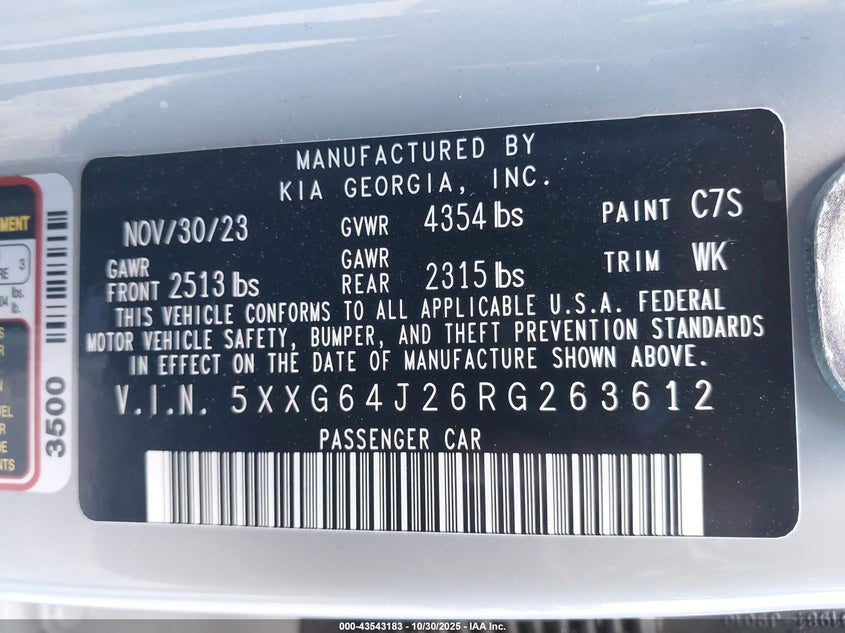 MANUFACTURED BY
KIA GEORGIA, INC.
NOV/30/23 GVWR 4354 lbs PAINT C7S
GAWR FRONT 2513 lbs GAWR REAR 2315 lbs TRIM WK
THIS VEHICLE CONFORMS TO ALL APPLICABLE U.S.A. FEDERAL
MOTOR VEHICLE SAFETY, BUMPER, AND THEFT PREVENTION STANDARDS
IN EFFECT ON THE DATE OF MANUFACTURE SHOWN ABOVE.
V.I.N. 5XXG64J26RG263612
PASSENGER CAR
3500
000-43543183 - 10/30/2025 - IAA Inc.